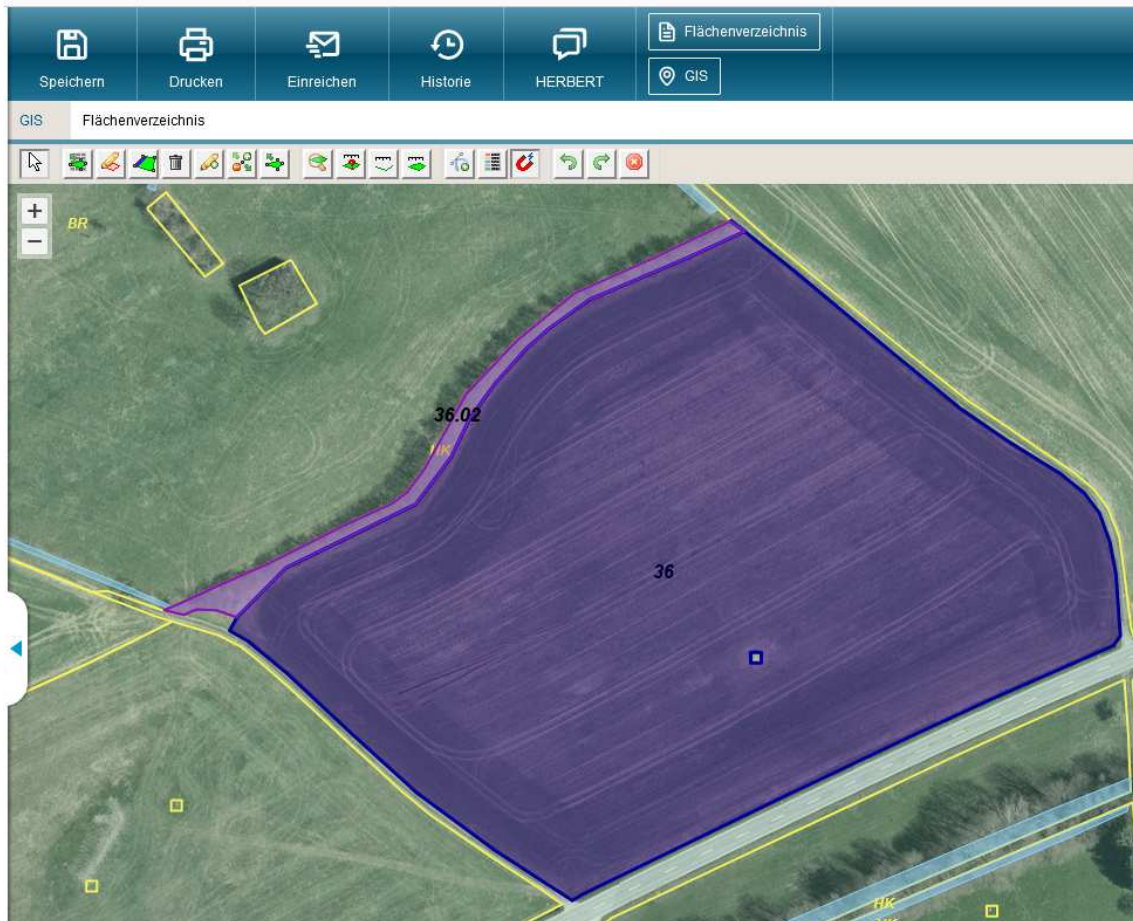 Speichern
Drucken
Einreichen
Historie
HERBERT
Flächenverzeichnis
GIS
GIS Flächenverzeichnis
+
−
BR
36.02
HK
36
HK